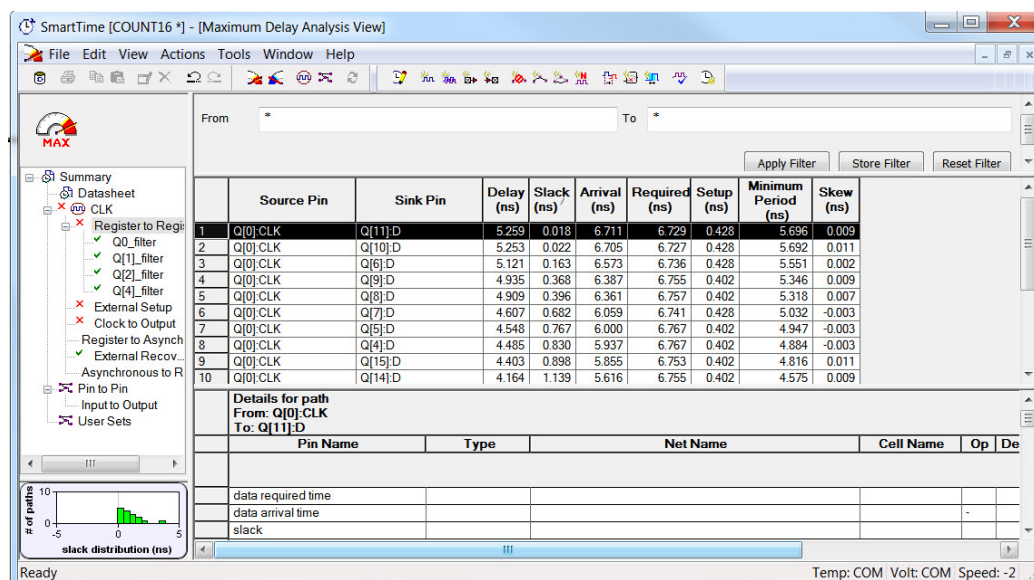 SmartTime [COUNT16 *] - [Maximum Delay Analysis View]
File Edit View Actions Tools Window Help
MAX
From * To *
Apply Filter Store Filter Reset Filter
Summary
Datasheet
CLK
Register to Regi
Q0_filter
Q[1]_filter
Q[2]_filter
Q[4]_filter
External Setup
Clock to Output
Register to Asynch
External Recov...
Asynchronous to R
Pin to Pin
Input to Output
User Sets
Source Pin Sink Pin Delay (ns) Slack (ns) Arrival (ns) Required (ns) Setup (ns) Minimum Period (ns) Skew (ns)
1 Q[0]:CLK Q[11]:D 5.259 0.018 6.711 6.729 0.428 5.696 0.009
2 Q[0]:CLK Q[10]:D 5.253 0.022 6.705 6.727 0.428 5.692 0.011
3 Q[0]:CLK Q[6]:D 5.121 0.163 6.573 6.736 0.428 5.551 0.002
4 Q[0]:CLK Q[9]:D 4.935 0.368 6.387 6.755 0.402 5.346 0.009
5 Q[0]:CLK Q[8]:D 4.909 0.396 6.361 6.757 0.402 5.318 0.007
6 Q[0]:CLK Q[7]:D 4.607 0.682 6.059 6.741 0.428 5.032 -0.003
7 Q[0]:CLK Q[5]:D 4.548 0.767 6.000 6.767 0.402 4.947 -0.003
8 Q[0]:CLK Q[4]:D 4.485 0.830 5.937 6.767 0.402 4.884 -0.003
9 Q[0]:CLK Q[15]:D 4.403 0.898 5.855 6.753 0.402 4.816 0.011
10 Q[0]:CLK Q[14]:D 4.164 1.139 5.616 6.755 0.402 4.575 0.009
Details for path
From: Q[0]:CLK
To: Q[11]:D
Pin Name Type Net Name Cell Name Op De
data required time
data arrival time -
slack
# of paths
10
0
-5 0 5
slack distribution (ns)
Ready Temp: COM Volt: COM Speed: -2